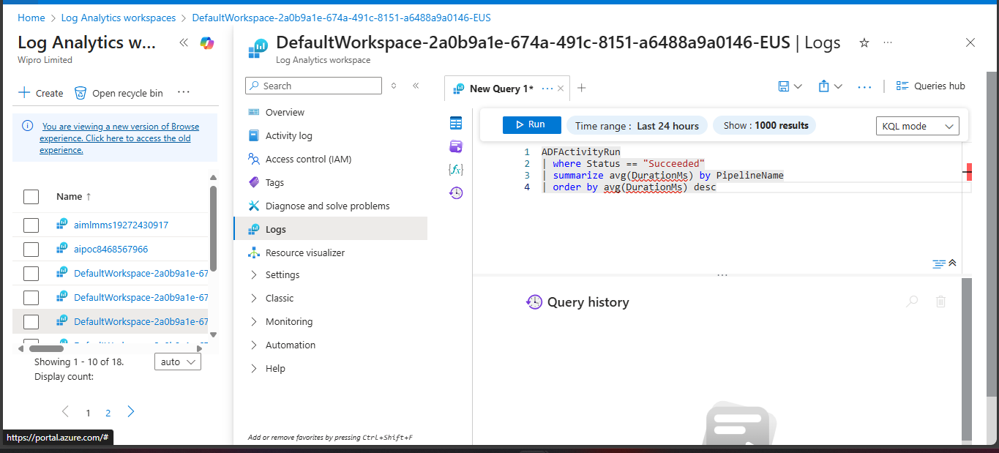 Home > Log Analytics workspaces > DefaultWorkspace-2a0b9a1e-674a-491c-8151-a6488a9a0146-EUS
Log Analytics w...
Wipro Limited
Create
Open recycle bin
You are viewing a new version of Browse
experience. Click here to access the old
experience.
Name ↑
aimlmms19272430917
aipoc8468567966
DefaultWorkspace-2a0b9a1e-67
DefaultWorkspace-2a0b9a1e-67
DefaultWorkspace-2a0b9a1e-67
Showing 1 - 10 of 18.
Display count:
auto
1 2
https://portal.azure.com/#
DefaultWorkspace-2a0b9a1e-674a-491c-8151-a6488a9a0146-EUS | Logs
Log Analytics workspace
Search
Overview
Activity log
Access control (IAM)
Tags
Diagnose and solve problems
Logs
Resource visualizer
Settings
Classic
Monitoring
Automation
Help
Add or remove favorites by pressing Ctrl+Shift+F
New Query 1*
Queries hub
Run
Time range : Last 24 hours
Show : 1000 results
KQL mode
1 ADFActivityRun
2 | where Status == "Succeeded"
3 | summarize avg(DurationMs) by PipelineName
4 | order by avg(DurationMs) desc
Query history